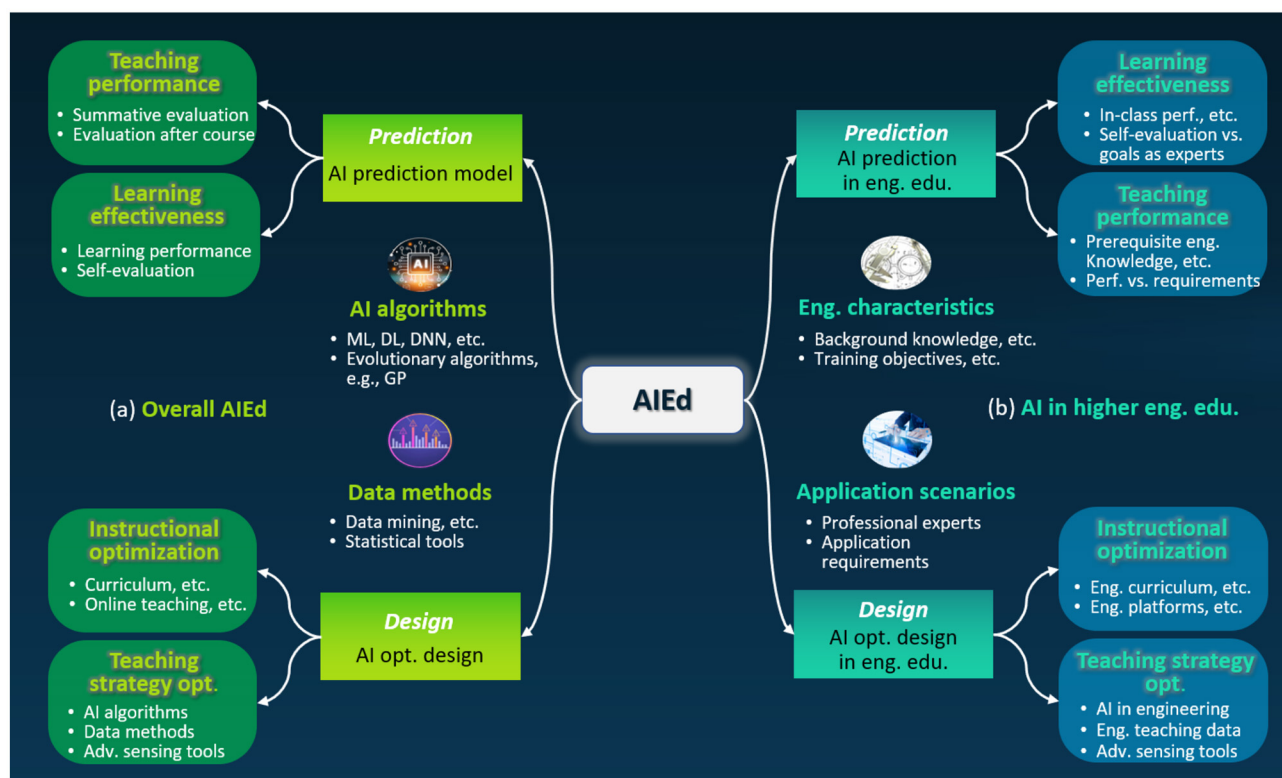 Teaching
performance
• Summative evaluation
• Evaluation after course
Learning
effectiveness
• Learning performance
• Self-evaluation
Prediction
AI prediction model
AI
AI algorithms
• ML, DL, DNN, etc.
• Evolutionary algorithms,
e.g., GP
(a) Overall AIEd
Data methods
• Data mining, etc.
• Statistical tools
Instructional
optimization
• Curriculum, etc.
• Online teaching, etc.
Teaching
strategy opt.
• AI algorithms
• Data methods
• Adv. sensing tools
Design
AI opt. design
AIEd
Prediction
AI prediction
in eng. edu.
Learning
effectiveness
• In-class perf., etc.
• Self-evaluation vs.
goals as experts
Teaching
performance
• Prerequisite eng.
Knowledge, etc.
• Perf. vs. requirements
Eng. characteristics
• Background knowledge, etc.
• Training objectives, etc.
(b) AI in higher eng. edu.
Application scenarios
• Professional experts
• Application
requirements
Design
AI opt. design
in eng. edu.
Instructional
optimization
• Eng. curriculum, etc.
• Eng. platforms, etc.
Teaching strategy
opt.
• AI in engineering
• Eng. teaching data
• Adv. sensing tools